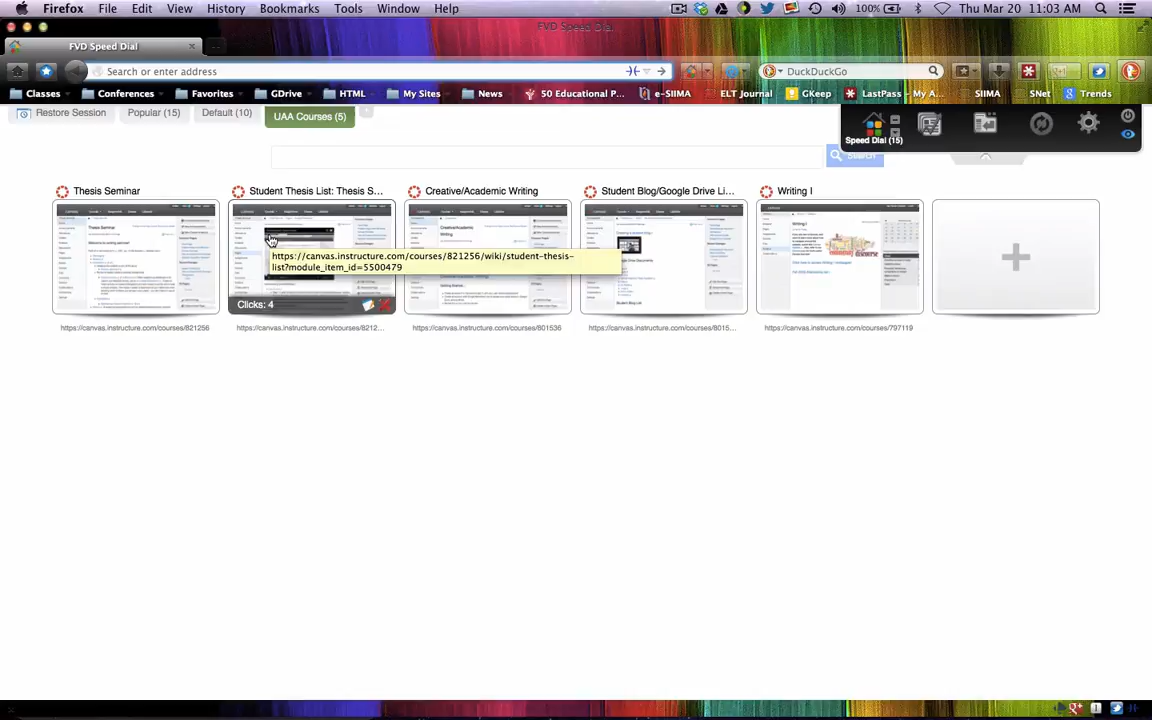 Firefox File Edit View History Bookmarks Tools Window Help 100% Thu Mar 20 11:03 AM
FVD Speed Dial
FVD Speed Dial
Search or enter address
DuckDuckGo
Classes Conferences Favorites GDrive HTML My Sites News 50 Educational P... e-SIIMA ELT Journal GKeep LastPass - My A... SIIMA SNet Trends
Restore Session Popular (15) Default (10) UAA Courses (5)
Speed Dial (15)
Search
Thesis Seminar Student Thesis List: Thesis S... Creative/Academic Writing Student Blog/Google Drive Li... Writing I
https://canvas.instructure.com/courses/821256/wiki/student-thesis-
list?module_item_id=5500479
Clicks: 4
https://canvas.instructure.com/courses/821256 https://canvas.instructure.com/courses/8212... https://canvas.instructure.com/courses/801536 https://canvas.instructure.com/courses/8015... https://canvas.instructure.com/courses/797119